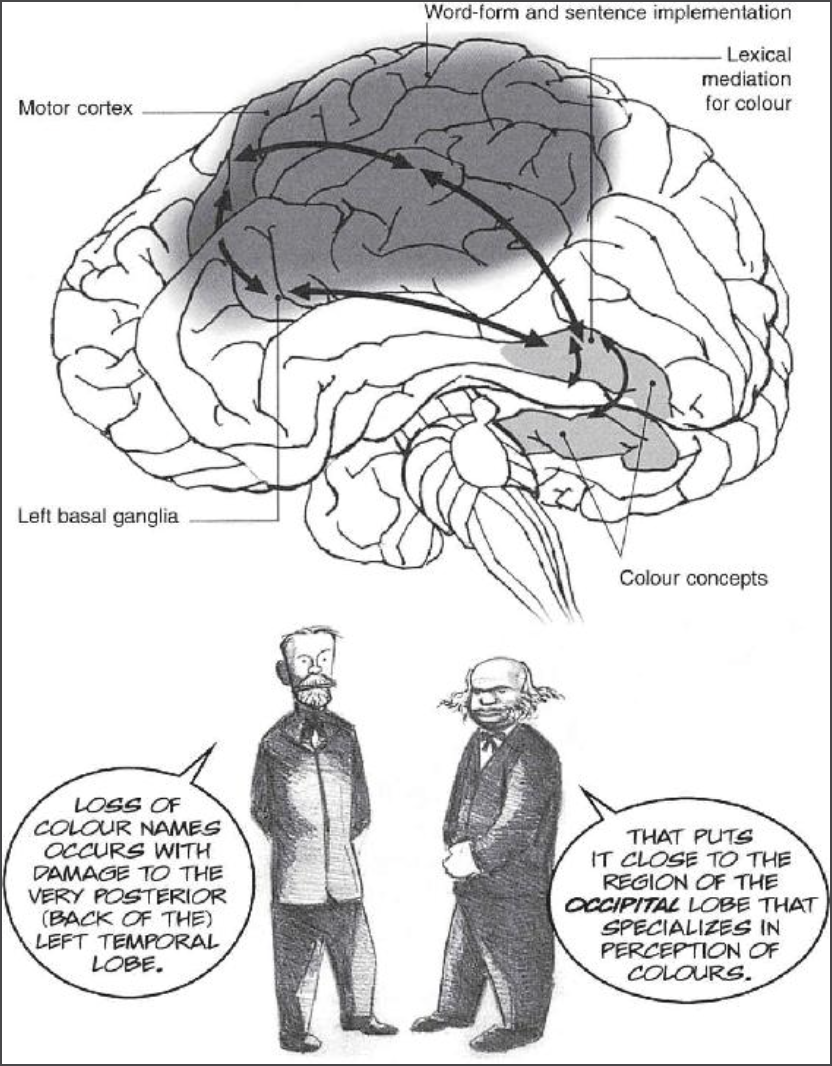 Word-form and sentence implementation
Lexical
mediation
for colour
Motor cortex
Left basal ganglia
Colour concepts
LOSS OF
COLOUR NAMES
OCCURS WITH
DAMAGE TO THE
VERY POSTERIOR
(BACK OF THE)
LEFT TEMPORAL
LOBE.
THAT PUTS
IT CLOSE TO THE
REGION OF THE
OCCIPITAL LOBE THAT
SPECIALIZES IN
PERCEPTION OF
COLOURS.